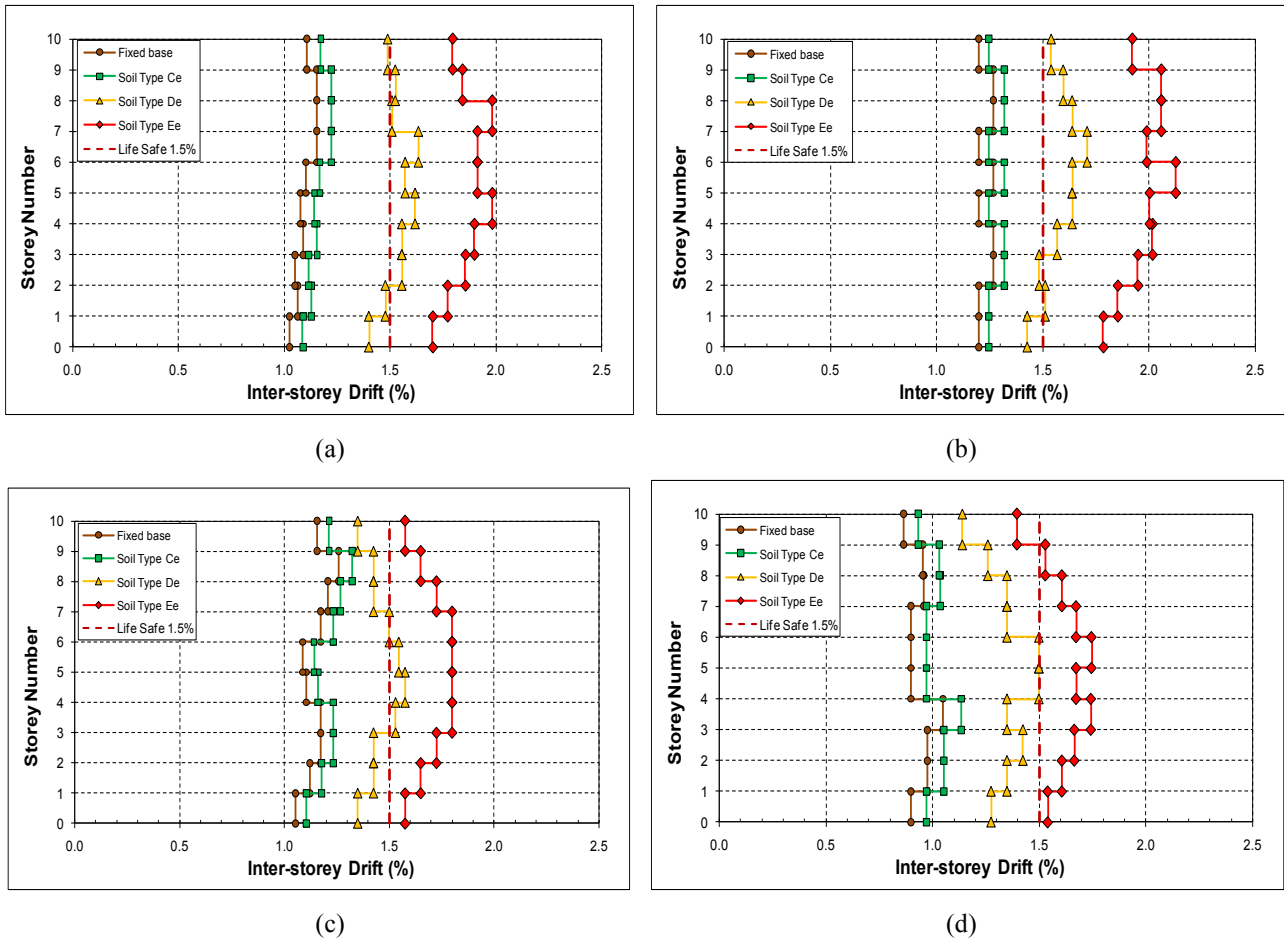 10
9
8
7
6
5
4
3
2
1
0
Storey Number
Fixed base
Soil Type Ce
Soil Type De
Soil Type Ee
Life Safe 1.5%
0.0 0.5 1.0 1.5 2.0 2.5
Inter-storey Drift (%)
(a)
10
9
8
7
6
5
4
3
2
1
0
Storey Number
Fixed base
Soil Type Ce
Soil Type De
Soil Type Ee
Life Safe 1.5%
0.0 0.5 1.0 1.5 2.0 2.5
Inter-storey Drift (%)
(b)
10
9
8
7
6
5
4
3
2
1
0
Storey Number
Fixed base
Soil Type Ce
Soil Type De
Soil Type Ee
Life Safe 1.5%
0.0 0.5 1.0 1.5 2.0 2.5
Inter-storey Drift (%)
(c)
10
9
8
7
6
5
4
3
2
1
0
Storey Number
Fixed base
Soil Type Ce
Soil Type De
Soil Type Ee
Life Safe 1.5%
0.0 0.5 1.0 1.5 2.0 2.5
Inter-storey Drift (%)
(d)